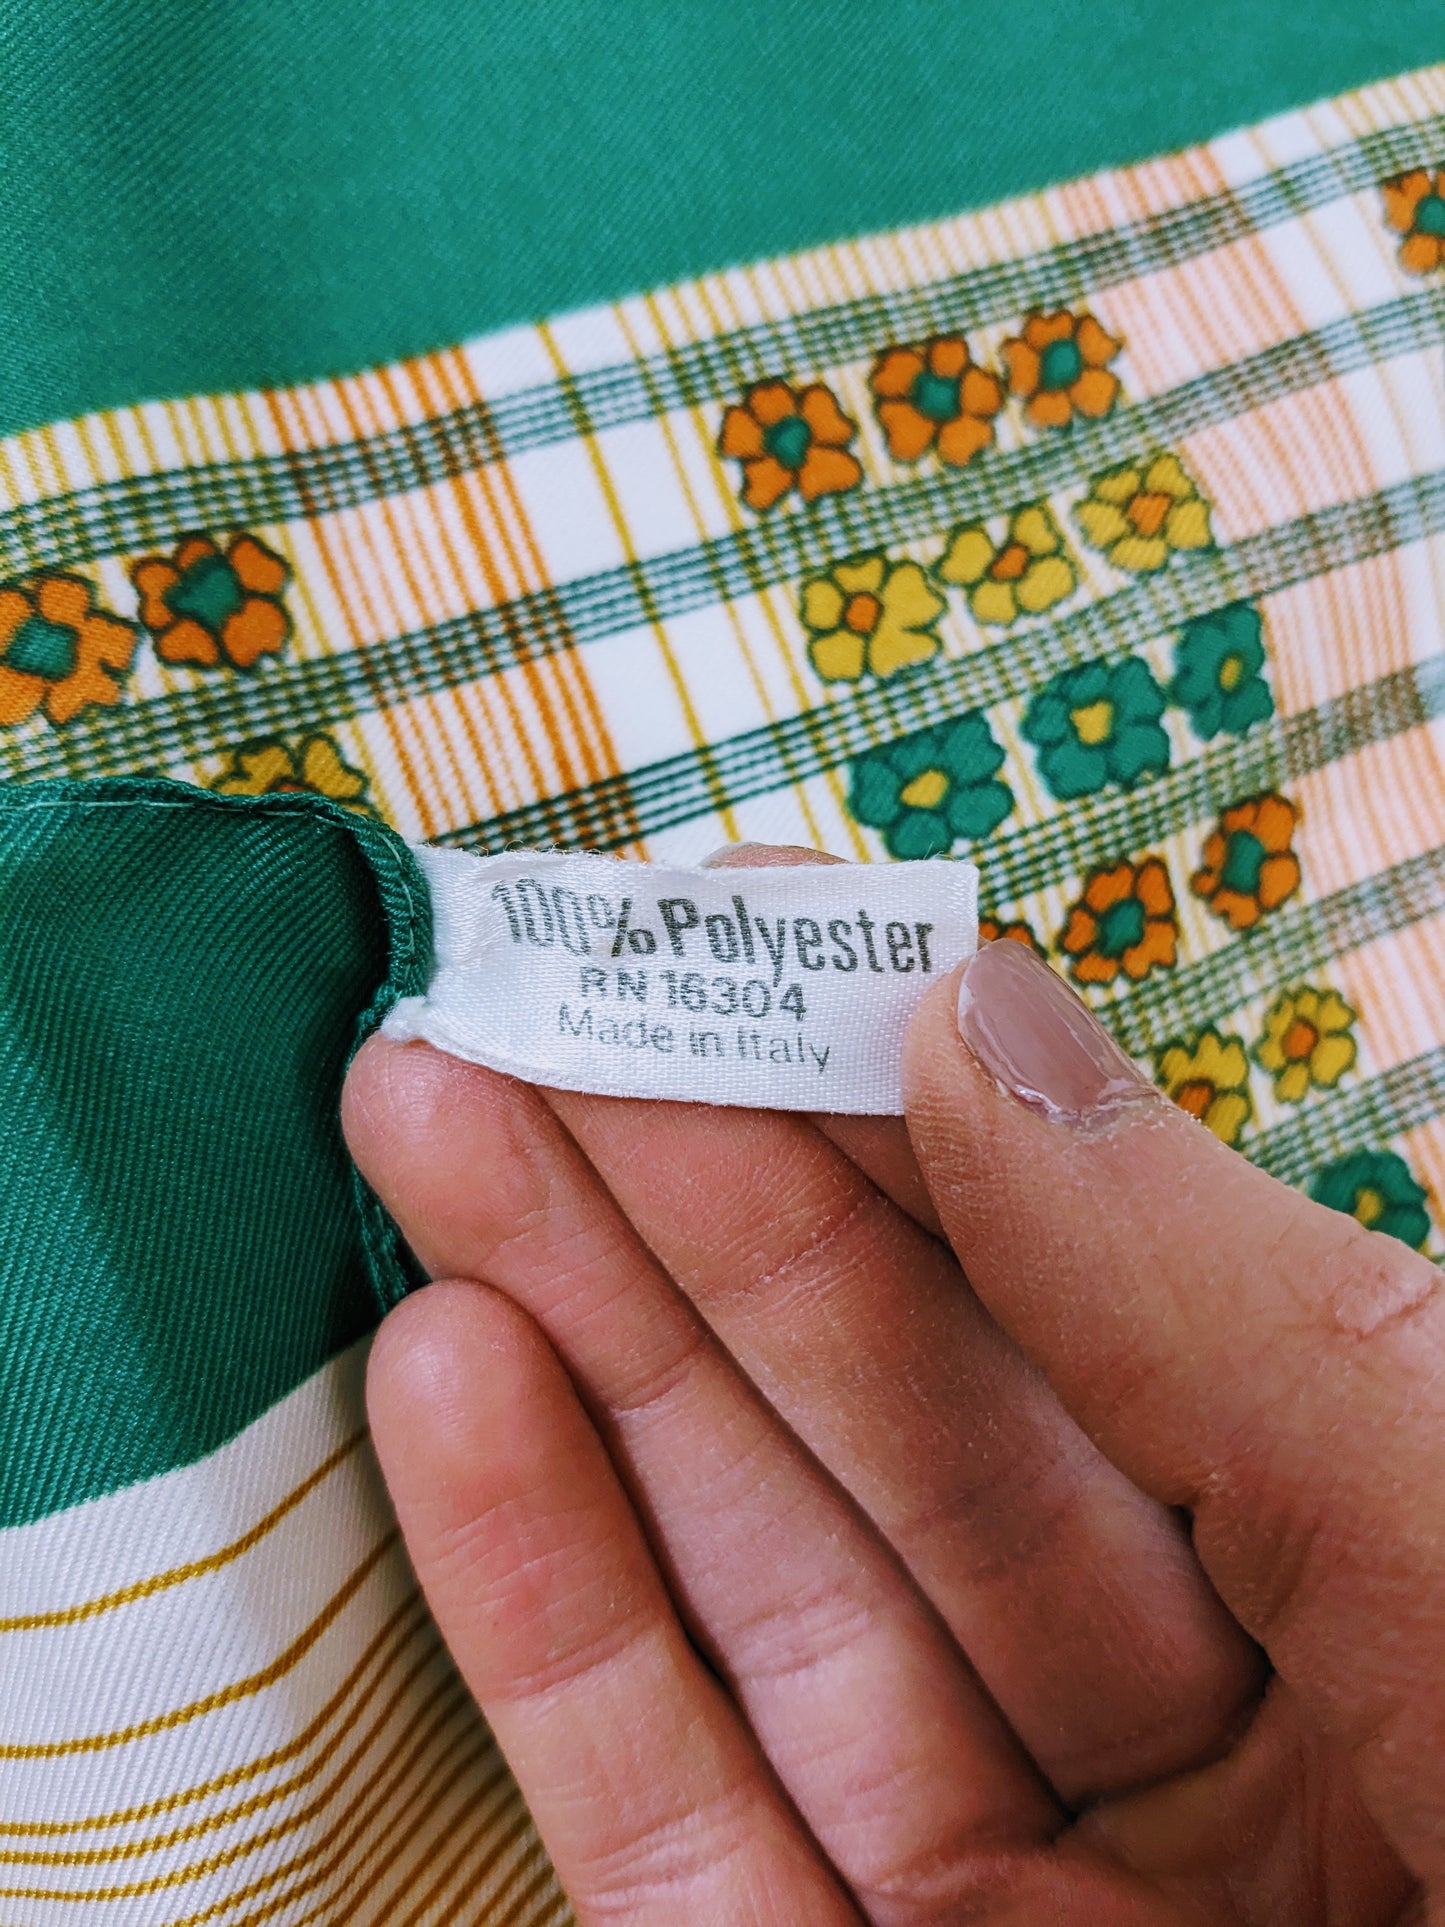 100% Polyester
RN 16304
Made in Italy